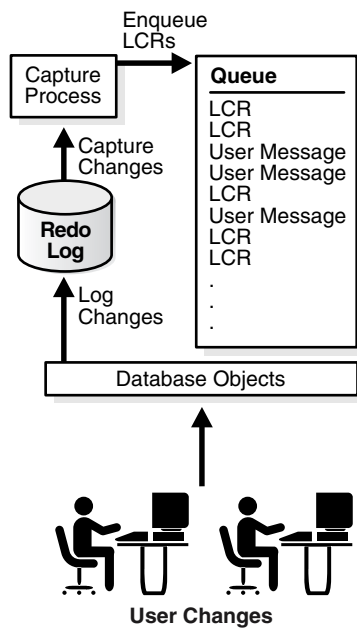 Enqueue
LCRs
Capture
Process
Queue
LCR
LCR
User Message
User Message
LCR
User Message
LCR
LCR
.
.
.
Capture
Changes
Redo
Log
Log
Changes
Database Objects
User Changes